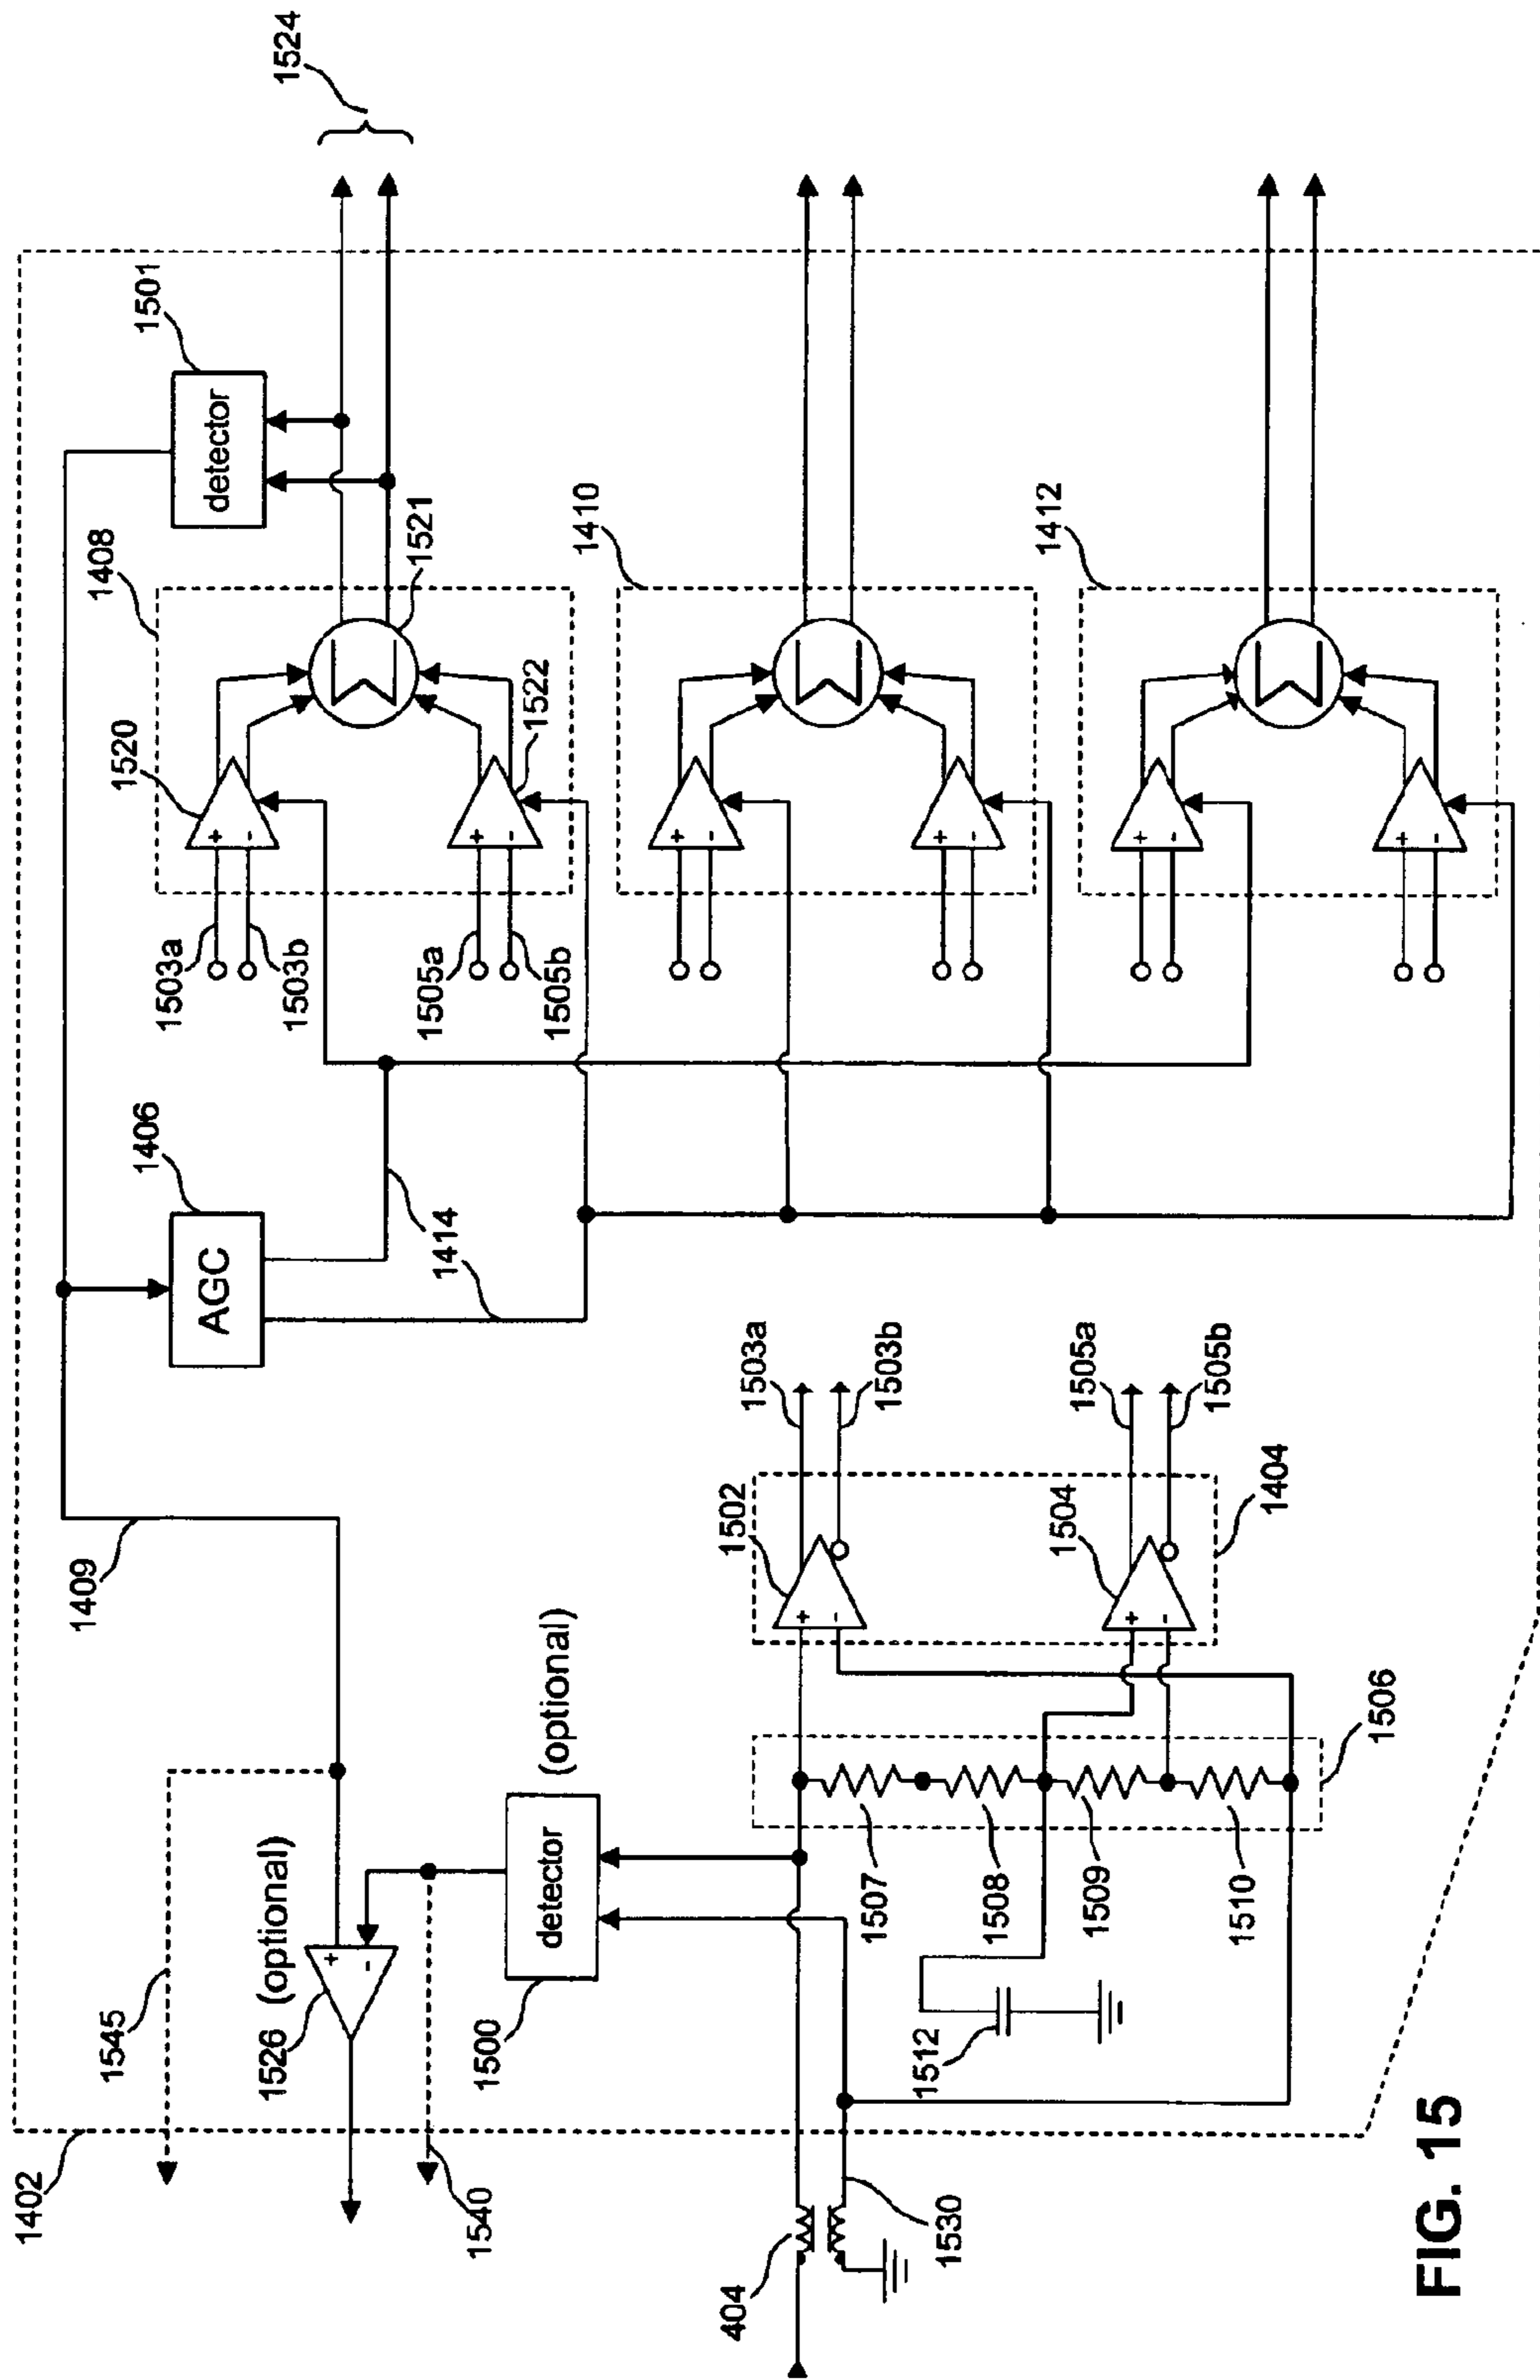 1402
1545
1526
(optional)
1409
AGC
1406
1414
1503a
1503b
1505a
1505b
+
-
+
-
1520
1522
1521
Σ
1408
detector
1501
1524
1540
1500
detector
(optional)
404
1530
+
-
1512
1507
1508
1509
1510
1506
1502
+
-
1504
+
-
1404
1503a
1503b
1505a
1505b
1410
+
-
+
-
Σ
1412
+
-
+
-
Σ
FIG. 15